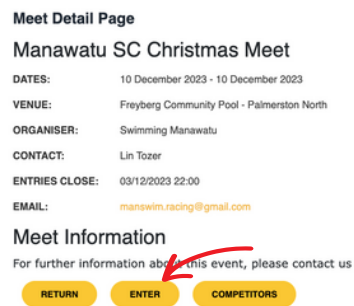 Meet Detail Page
Manawatu SC Christmas Meet
DATES: 10 December 2023 - 10 December 2023
VENUE: Freyberg Community Pool - Palmerston North
ORGANISER: Swimming Manawatu
CONTACT: Lin Tozer
ENTRIES CLOSE: 03/12/2023 22:00
EMAIL: manswim.racing@gmail.com
Meet Information
For further information about this event, please contact us
RETURN ENTER COMPETITORS